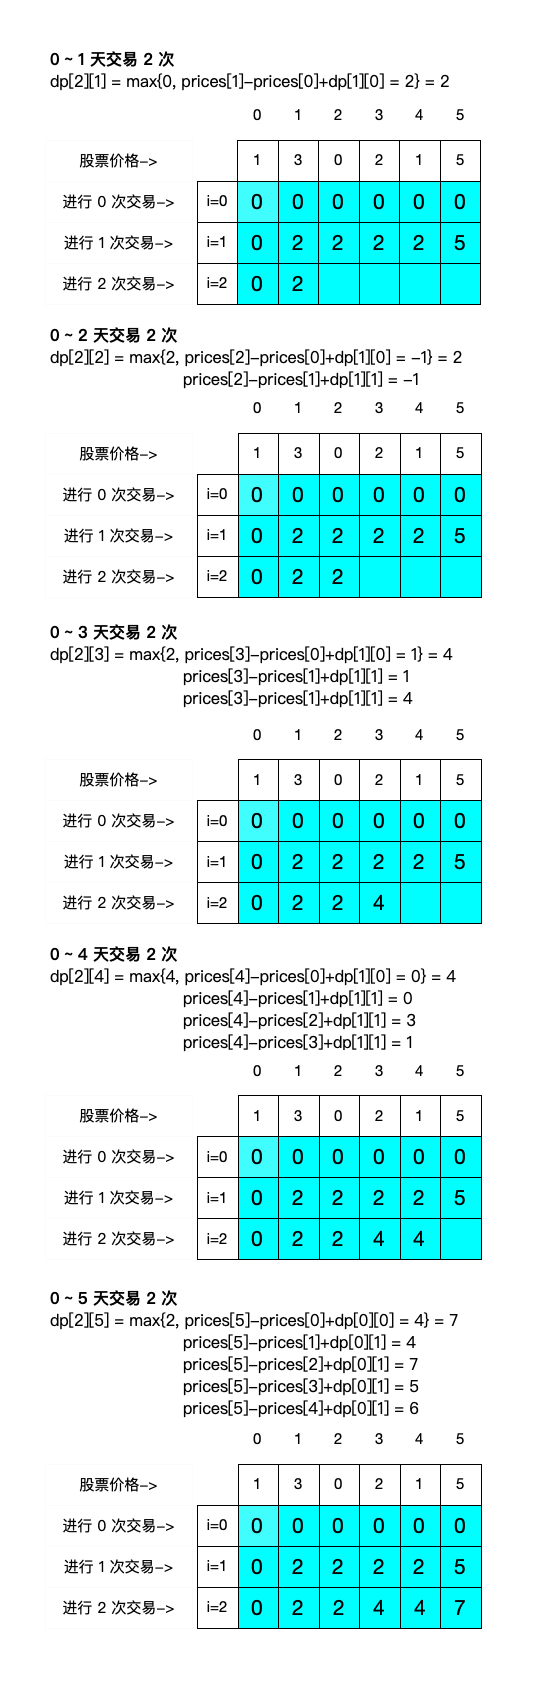 0 ~ 1 天交易 2 次
dp[2][1] = max{0, prices[1]-prices[0]+dp[1][0] = 2} = 2
0 1 2 3 4 5
股票价格-> 1 3 0 2 1 5
进行 0 次交易-> i=0 0 0 0 0 0 0
进行 1 次交易-> i=1 0 2 2 2 2 5
进行 2 次交易-> i=2 0 2
0 ~ 2 天交易 2 次
dp[2][2] = max{2, prices[2]-prices[0]+dp[1][0] = -1} = 2
prices[2]-prices[1]+dp[1][1] = -1
0 1 2 3 4 5
股票价格-> 1 3 0 2 1 5
进行 0 次交易-> i=0 0 0 0 0 0 0
进行 1 次交易-> i=1 0 2 2 2 2 5
进行 2 次交易-> i=2 0 2 2
0 ~ 3 天交易 2 次
dp[2][3] = max{2, prices[3]-prices[0]+dp[1][0] = 1} = 4
prices[3]-prices[1]+dp[1][1] = 1
prices[3]-prices[1]+dp[1][1] = 4
0 1 2 3 4 5
股票价格-> 1 3 0 2 1 5
进行 0 次交易-> i=0 0 0 0 0 0 0
进行 1 次交易-> i=1 0 2 2 2 2 5
进行 2 次交易-> i=2 0 2 2 4
0 ~ 4 天交易 2 次
dp[2][4] = max{4, prices[4]-prices[0]+dp[1][0] = 0} = 4
prices[4]-prices[1]+dp[1][1] = 0
prices[4]-prices[2]+dp[1][1] = 3
prices[4]-prices[3]+dp[1][1] = 1
0 1 2 3 4 5
股票价格-> 1 3 0 2 1 5
进行 0 次交易-> i=0 0 0 0 0 0 0
进行 1 次交易-> i=1 0 2 2 2 2 5
进行 2 次交易-> i=2 0 2 2 4 4
0 ~ 5 天交易 2 次
dp[2][5] = max{2, prices[5]-prices[0]+dp[0][0] = 4} = 7
prices[5]-prices[1]+dp[0][1] = 4
prices[5]-prices[2]+dp[0][1] = 7
prices[5]-prices[3]+dp[0][1] = 5
prices[5]-prices[4]+dp[0][1] = 6
0 1 2 3 4 5
股票价格-> 1 3 0 2 1 5
进行 0 次交易-> i=0 0 0 0 0 0 0
进行 1 次交易-> i=1 0 2 2 2 2 5
进行 2 次交易-> i=2 0 2 2 4 4 7